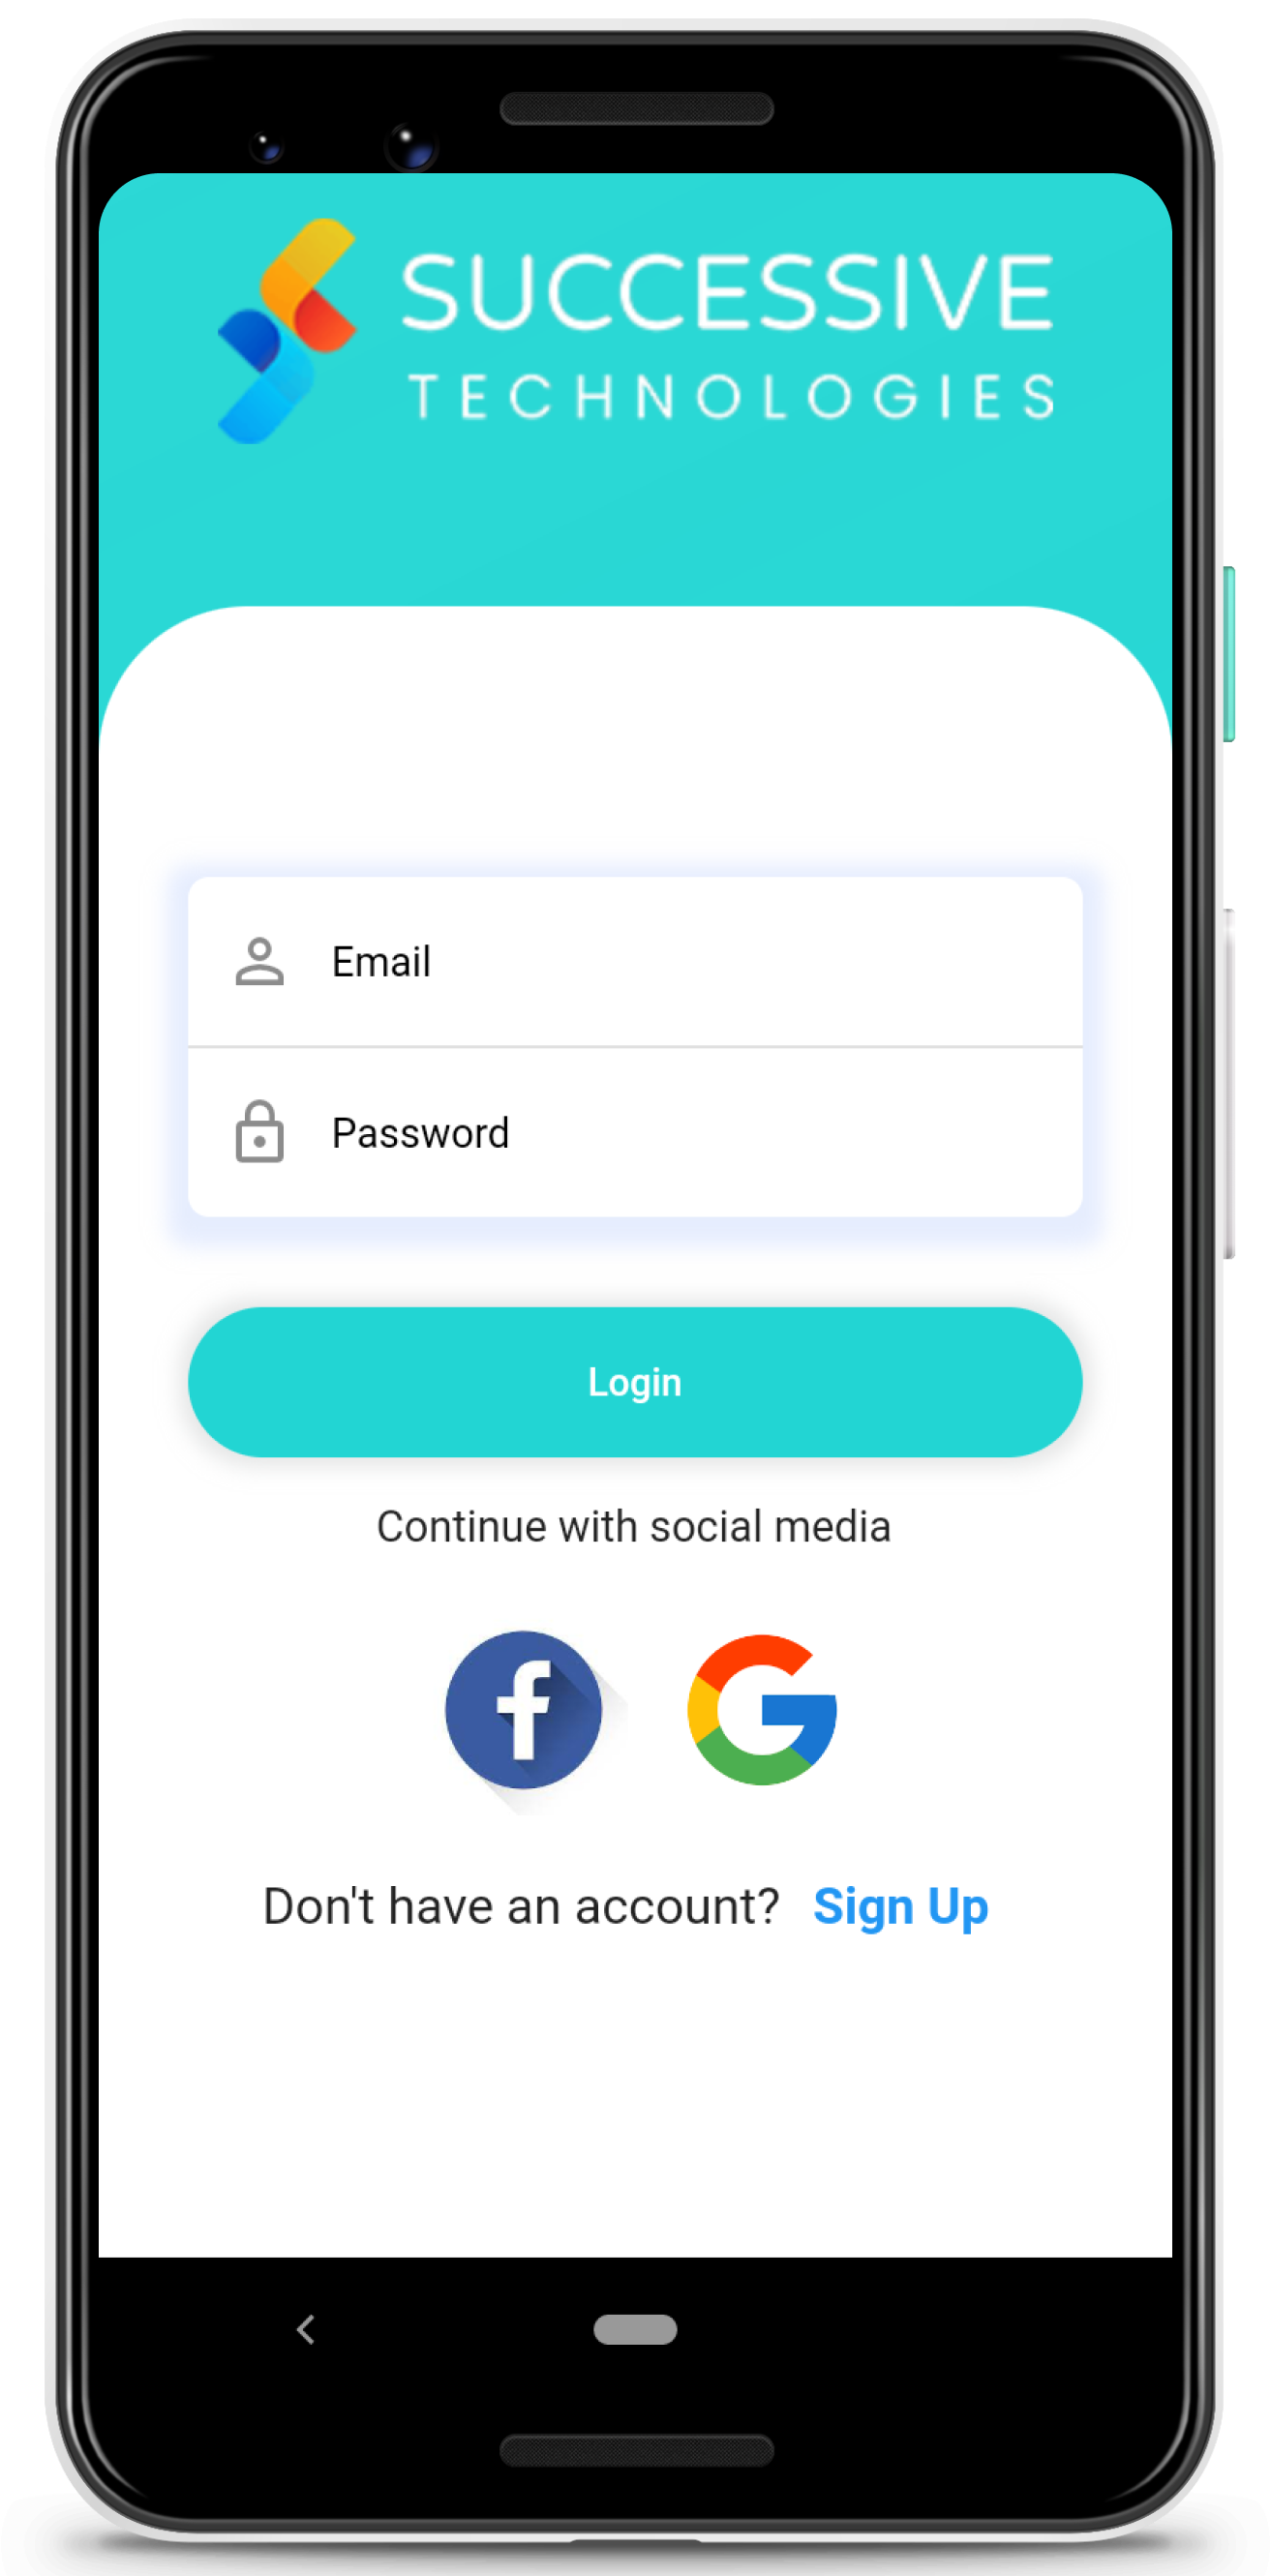 SUCCESSIVE
TECHNOLOGIES
Email
Password
Login
Continue with social media
Don't have an account? Sign Up